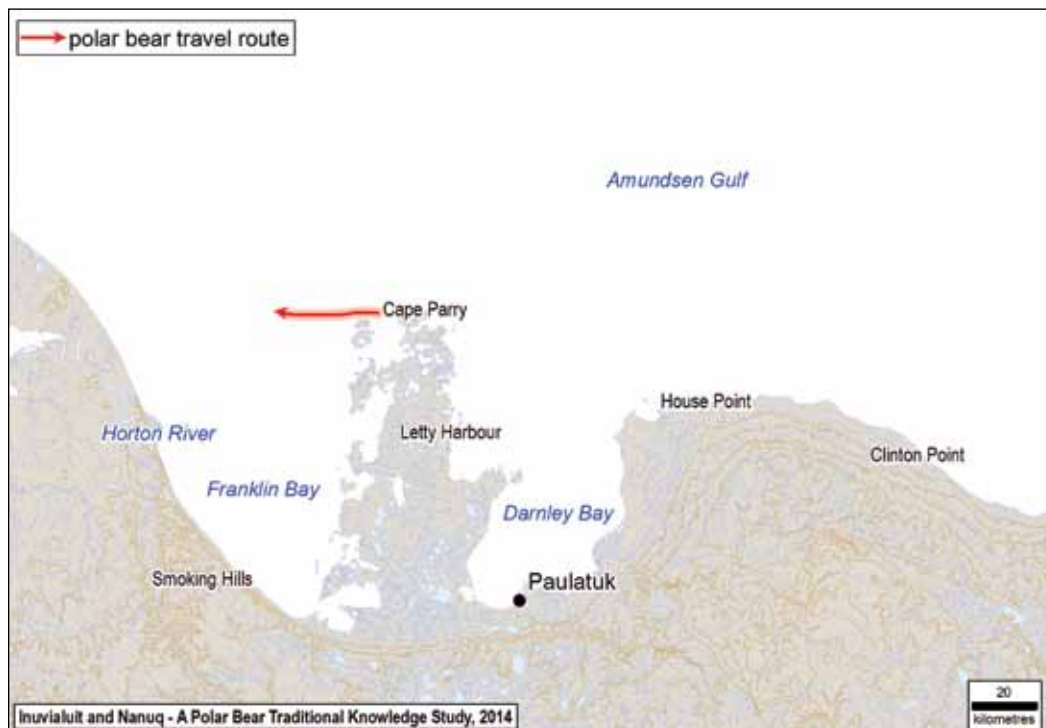 polar bear travel route
Amundsen Gulf
Cape Parry
House Point
Horton River
Letty Harbour
Clinton Point
Franklin Bay
Darnley Bay
Smoking Hills
Paulatuk
20
kilometres
Inuvialuit and Nanuq - A Polar Bear Traditional Knowledge Study, 2014